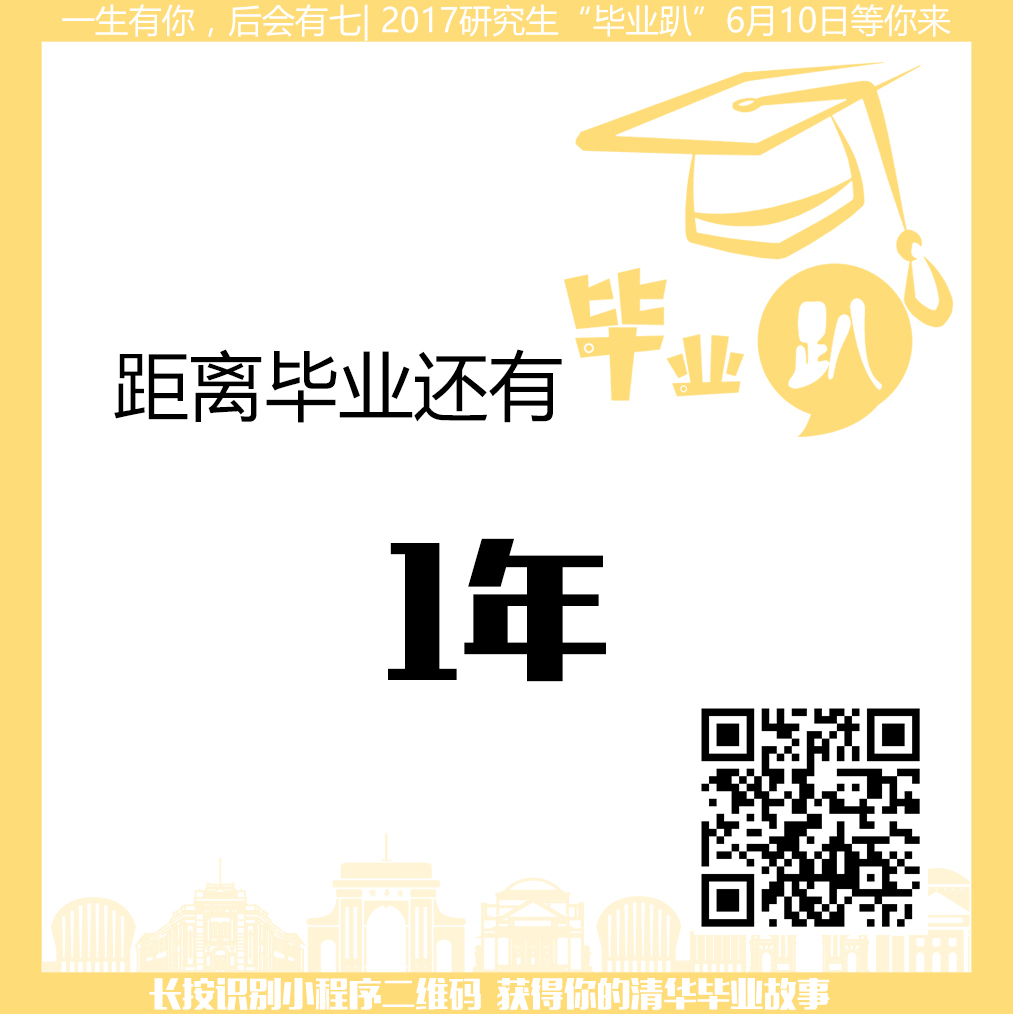 一生有你，后会有七| 2017研究生“毕业趴”6月10日等你来
毕业趴
距离毕业还有
1年
长按识别小程序二维码 获得你的清华毕业故事